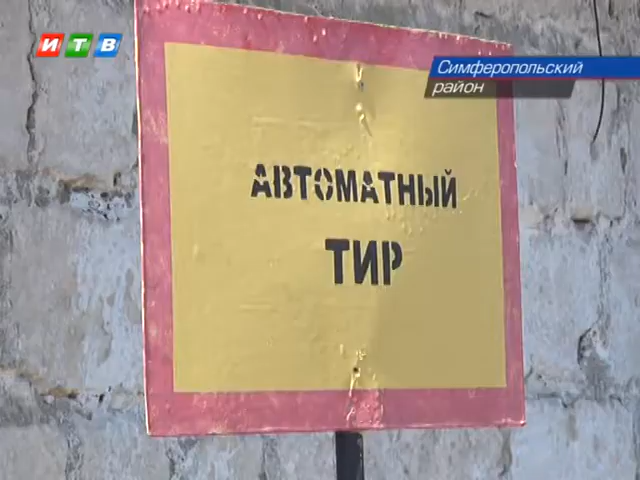 ИТВ
Симферопольский
район
АВТОМАТНЫЙ
ТИР